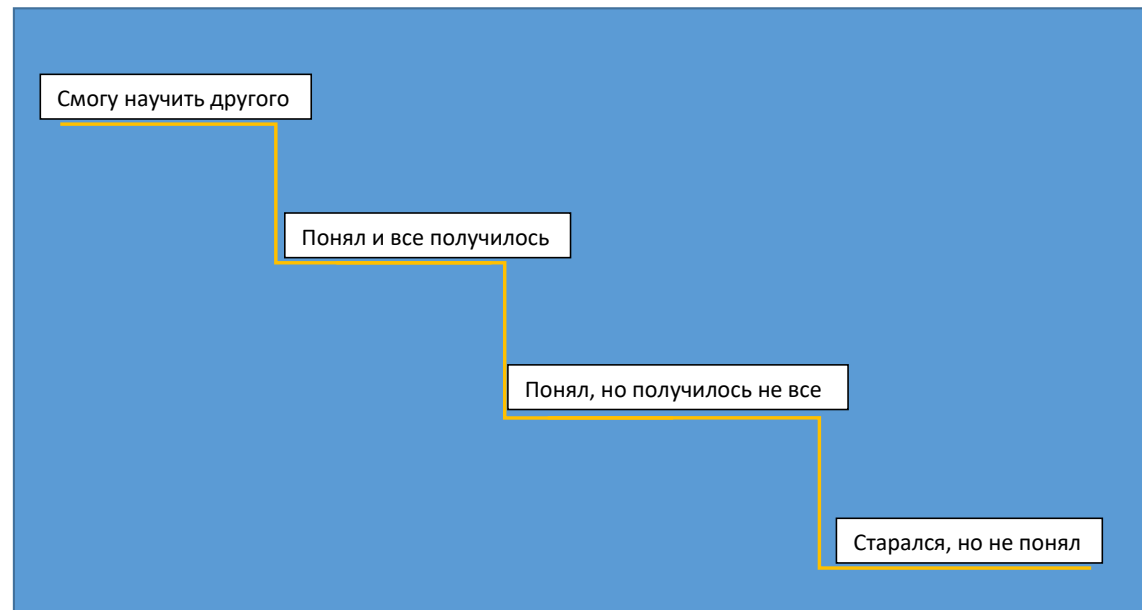 Смогу научить другого
Понял и все получилось
Понял, но получилось не все
Старался, но не понял